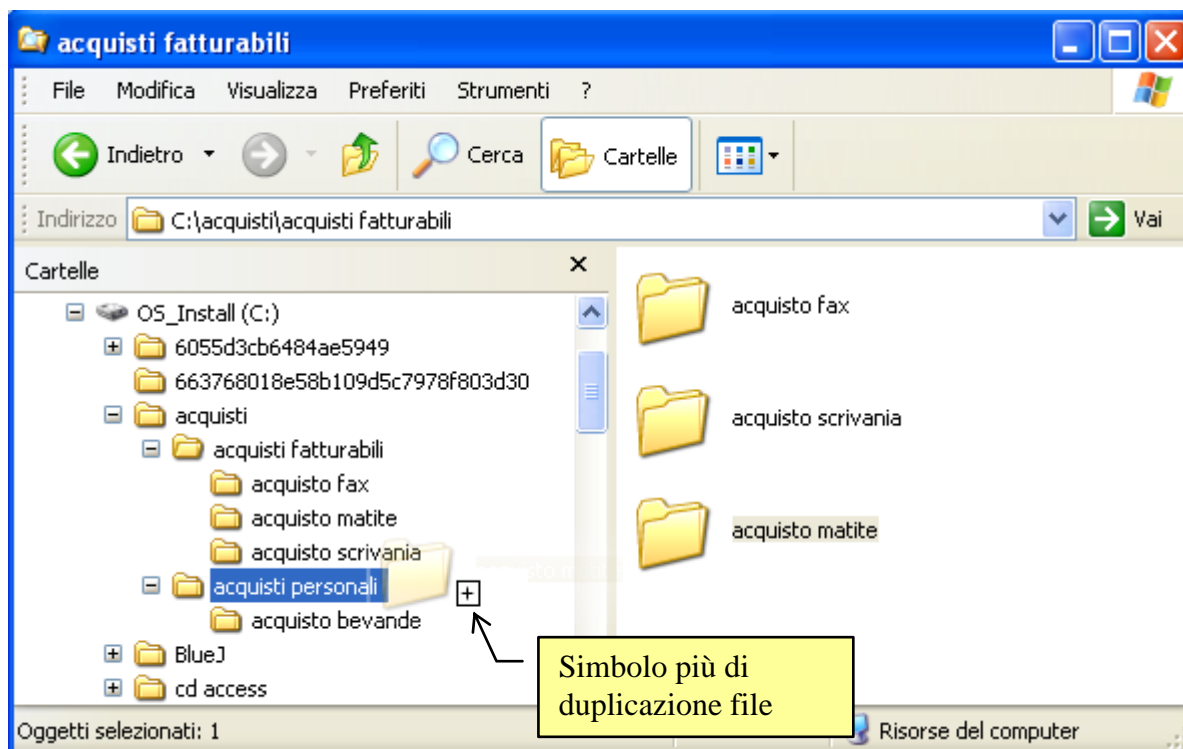 acquisti fatturabili
File Modifica Visualizza Preferiti Strumenti ?
Indietro Cerca Cartelle
Indirizzo C:\acquisti\acquisti fatturabili Vai
Cartelle
OS_Install (C:)
6055d3cb6484ae5949
663768018e58b109d5c7978f803d30
acquisti
acquisti fatturabili
acquisto fax
acquisto matite
acquisto scrivania
acquisti personali
acquisto bevande
BlueJ
cd access
acquisto fax
acquisto scrivania
acquisto matite
Simbolo più di
duplicazione file
Oggetti selezionati: 1
Risorse del computer